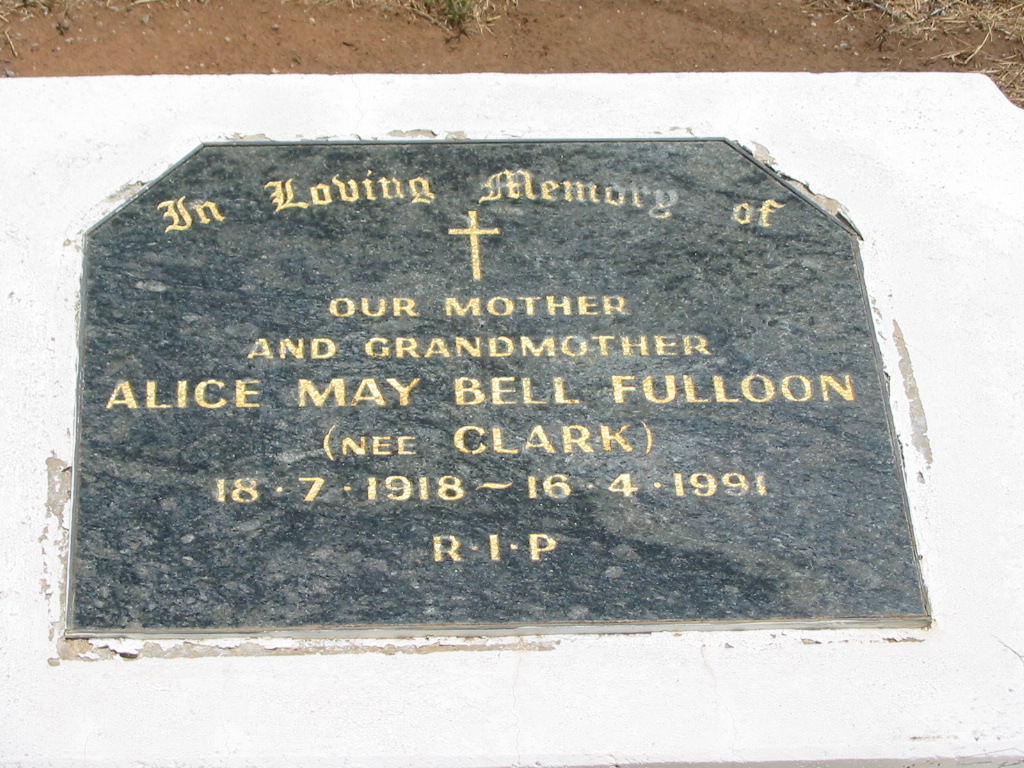 In Loving Memory of
OUR MOTHER
AND GRANDMOTHER
ALICE MAY BELL FULLOON
(NEE CLARK)
18·7·1918~16·4·1991
R·I·P